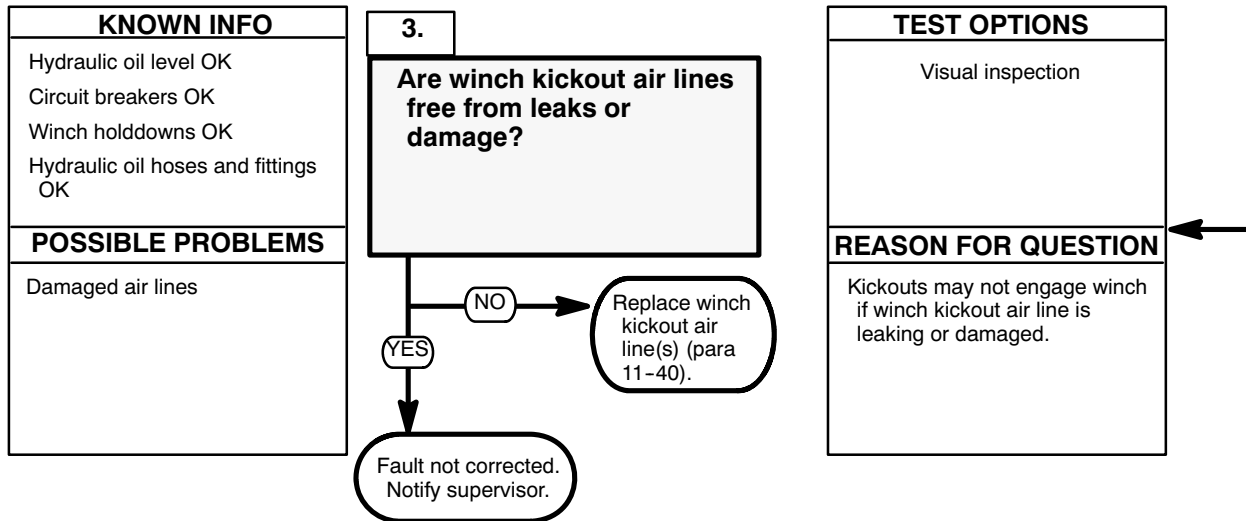 KNOWN INFO
Hydraulic oil level OK
Circuit breakers OK
Winch holddowns OK
Hydraulic oil hoses and fittings
OK
POSSIBLE PROBLEMS
Damaged air lines
3.
Are winch kickout air lines
free from leaks or
damage?
NO
YES
Replace winch
kickout air
line(s) (para
11-40).
Fault not corrected.
Notify supervisor.
TEST OPTIONS
Visual inspection
REASON FOR QUESTION
Kickouts may not engage winch
if winch kickout air line is
leaking or damaged.